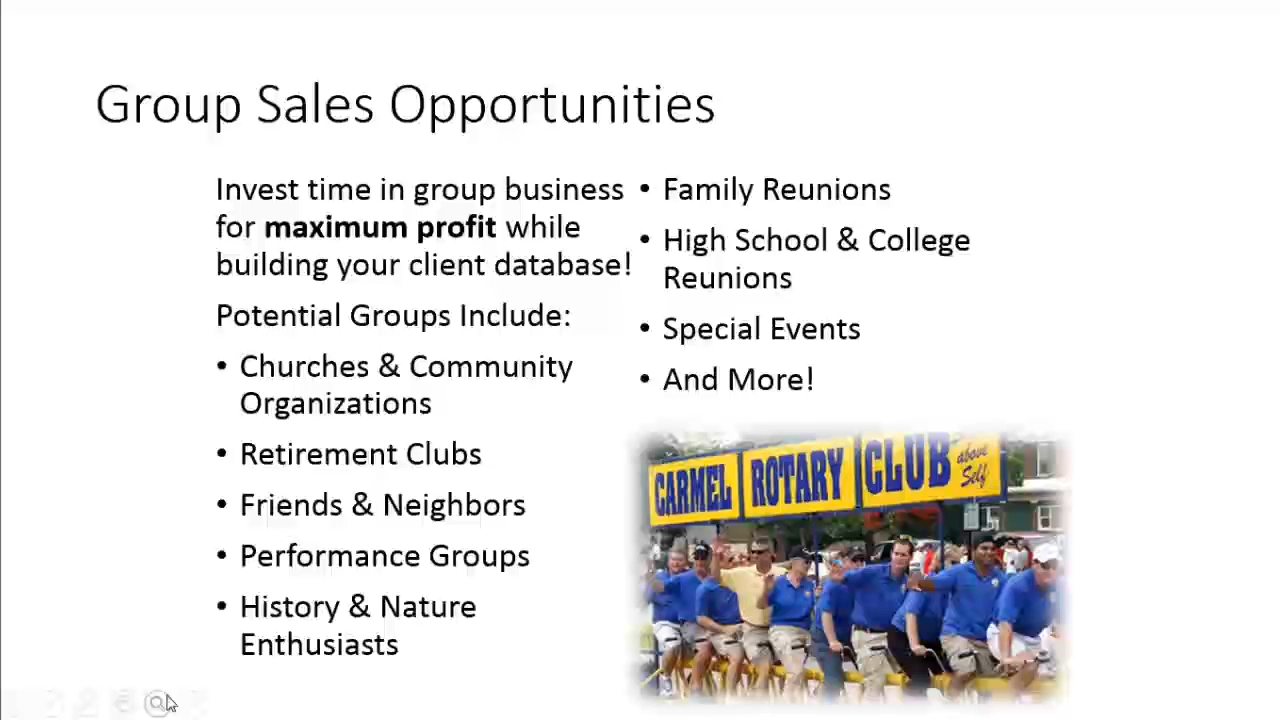 Group Sales Opportunities
Invest time in group business
for maximum profit while
building your client database!
Potential Groups Include:
• Churches & Community
Organizations
• Retirement Clubs
• Friends & Neighbors
• Performance Groups
• History & Nature
Enthusiasts
• Family Reunions
• High School & College
Reunions
• Special Events
• And More!
CARMEL ROTARY CLUB
above
Self